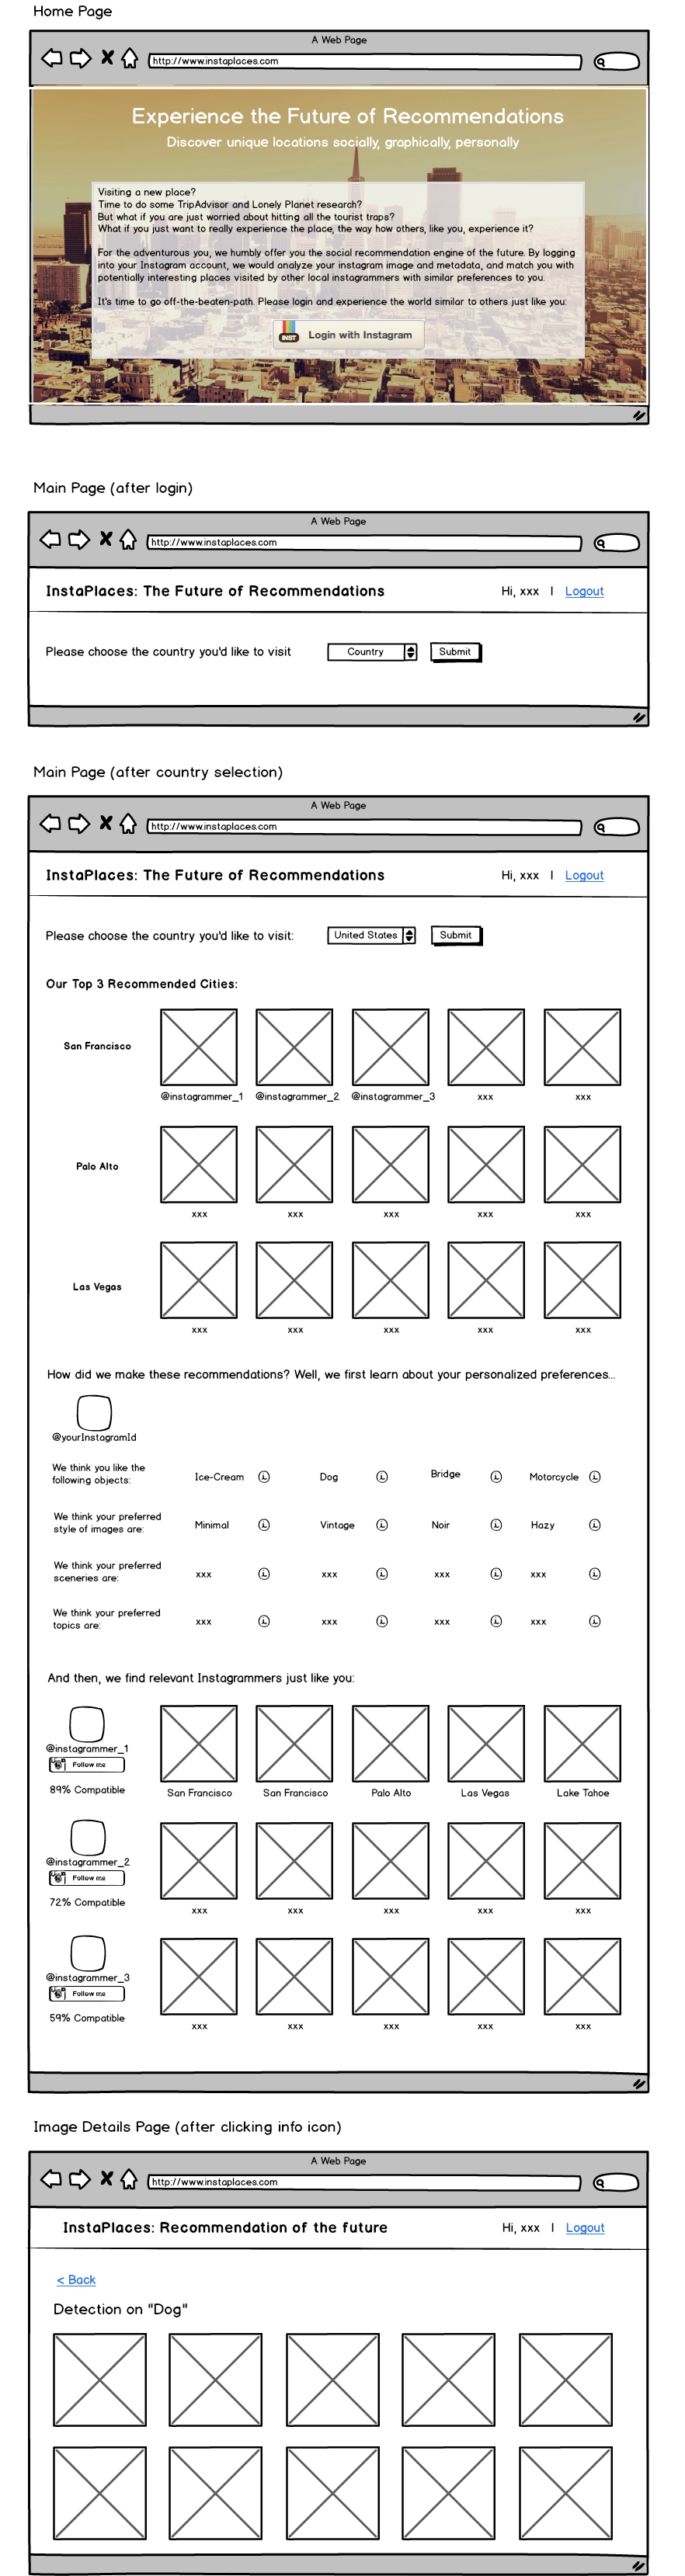 Home Page
A Web Page
http://www.instaplaces.com
Experience the Future of Recommendations
Discover unique locations socially, graphically, personally
Visiting a new place?
Time to do some TripAdvisor and Lonely Planet research?
But what if you are just worried about hitting all the tourist traps?
What if you just want to really experience the place, the way how others, like you, experience it?
For the adventurous you, we humbly offer you the social recommendation engine of the future. By logging
into your Instagram account, we would analyze your instagram image and metadata, and match you with
potentially interesting places visited by other local instagrammers with similar preferences to you.
It's time to go off-the-beaten-path. Please login and experience the world similar to others just like you:
INST Login with Instagram
Main Page (after login)
A Web Page
http://www.instaplaces.com
InstaPlaces: The Future of Recommendations Hi, xxx | Logout
Please choose the country you'd like to visit Country Submit
Main Page (after country selection)
A Web Page
http://www.instaplaces.com
InstaPlaces: The Future of Recommendations Hi, xxx | Logout
Please choose the country you'd like to visit: United States Submit
Our Top 3 Recommended Cities:
San Francisco
@instagrammer_1 @instagrammer_2 @instagrammer_3 xxx xxx
Palo Alto
xxx xxx xxx xxx xxx
Las Vegas
xxx xxx xxx xxx xxx
How did we make these recommendations? Well, we first learn about your personalized preferences...
@yourInstagramId
We think you like the
following objects: Ice-Cream i Dog i Bridge i Motorcycle i
We think your preferred
style of images are: Minimal i Vintage i Noir i Hazy i
We think your preferred
sceneries are: xxx i xxx i xxx i xxx i
We think your preferred
topics are: xxx i xxx i xxx i xxx i
And then, we find relevant Instagrammers just like you:
@instagrammer_1
Follow me
89% Compatible San Francisco San Francisco Palo Alto Las Vegas Lake Tahoe
@instagrammer_2
Follow me
72% Compatible
xxx xxx xxx xxx xxx
@instagrammer_3
Follow me
59% Compatible
xxx xxx xxx xxx xxx
Image Details Page (after clicking info icon)
A Web Page
http://www.instaplaces.com
InstaPlaces: Recommendation of the future Hi, xxx | Logout
< Back
Detection on "Dog"